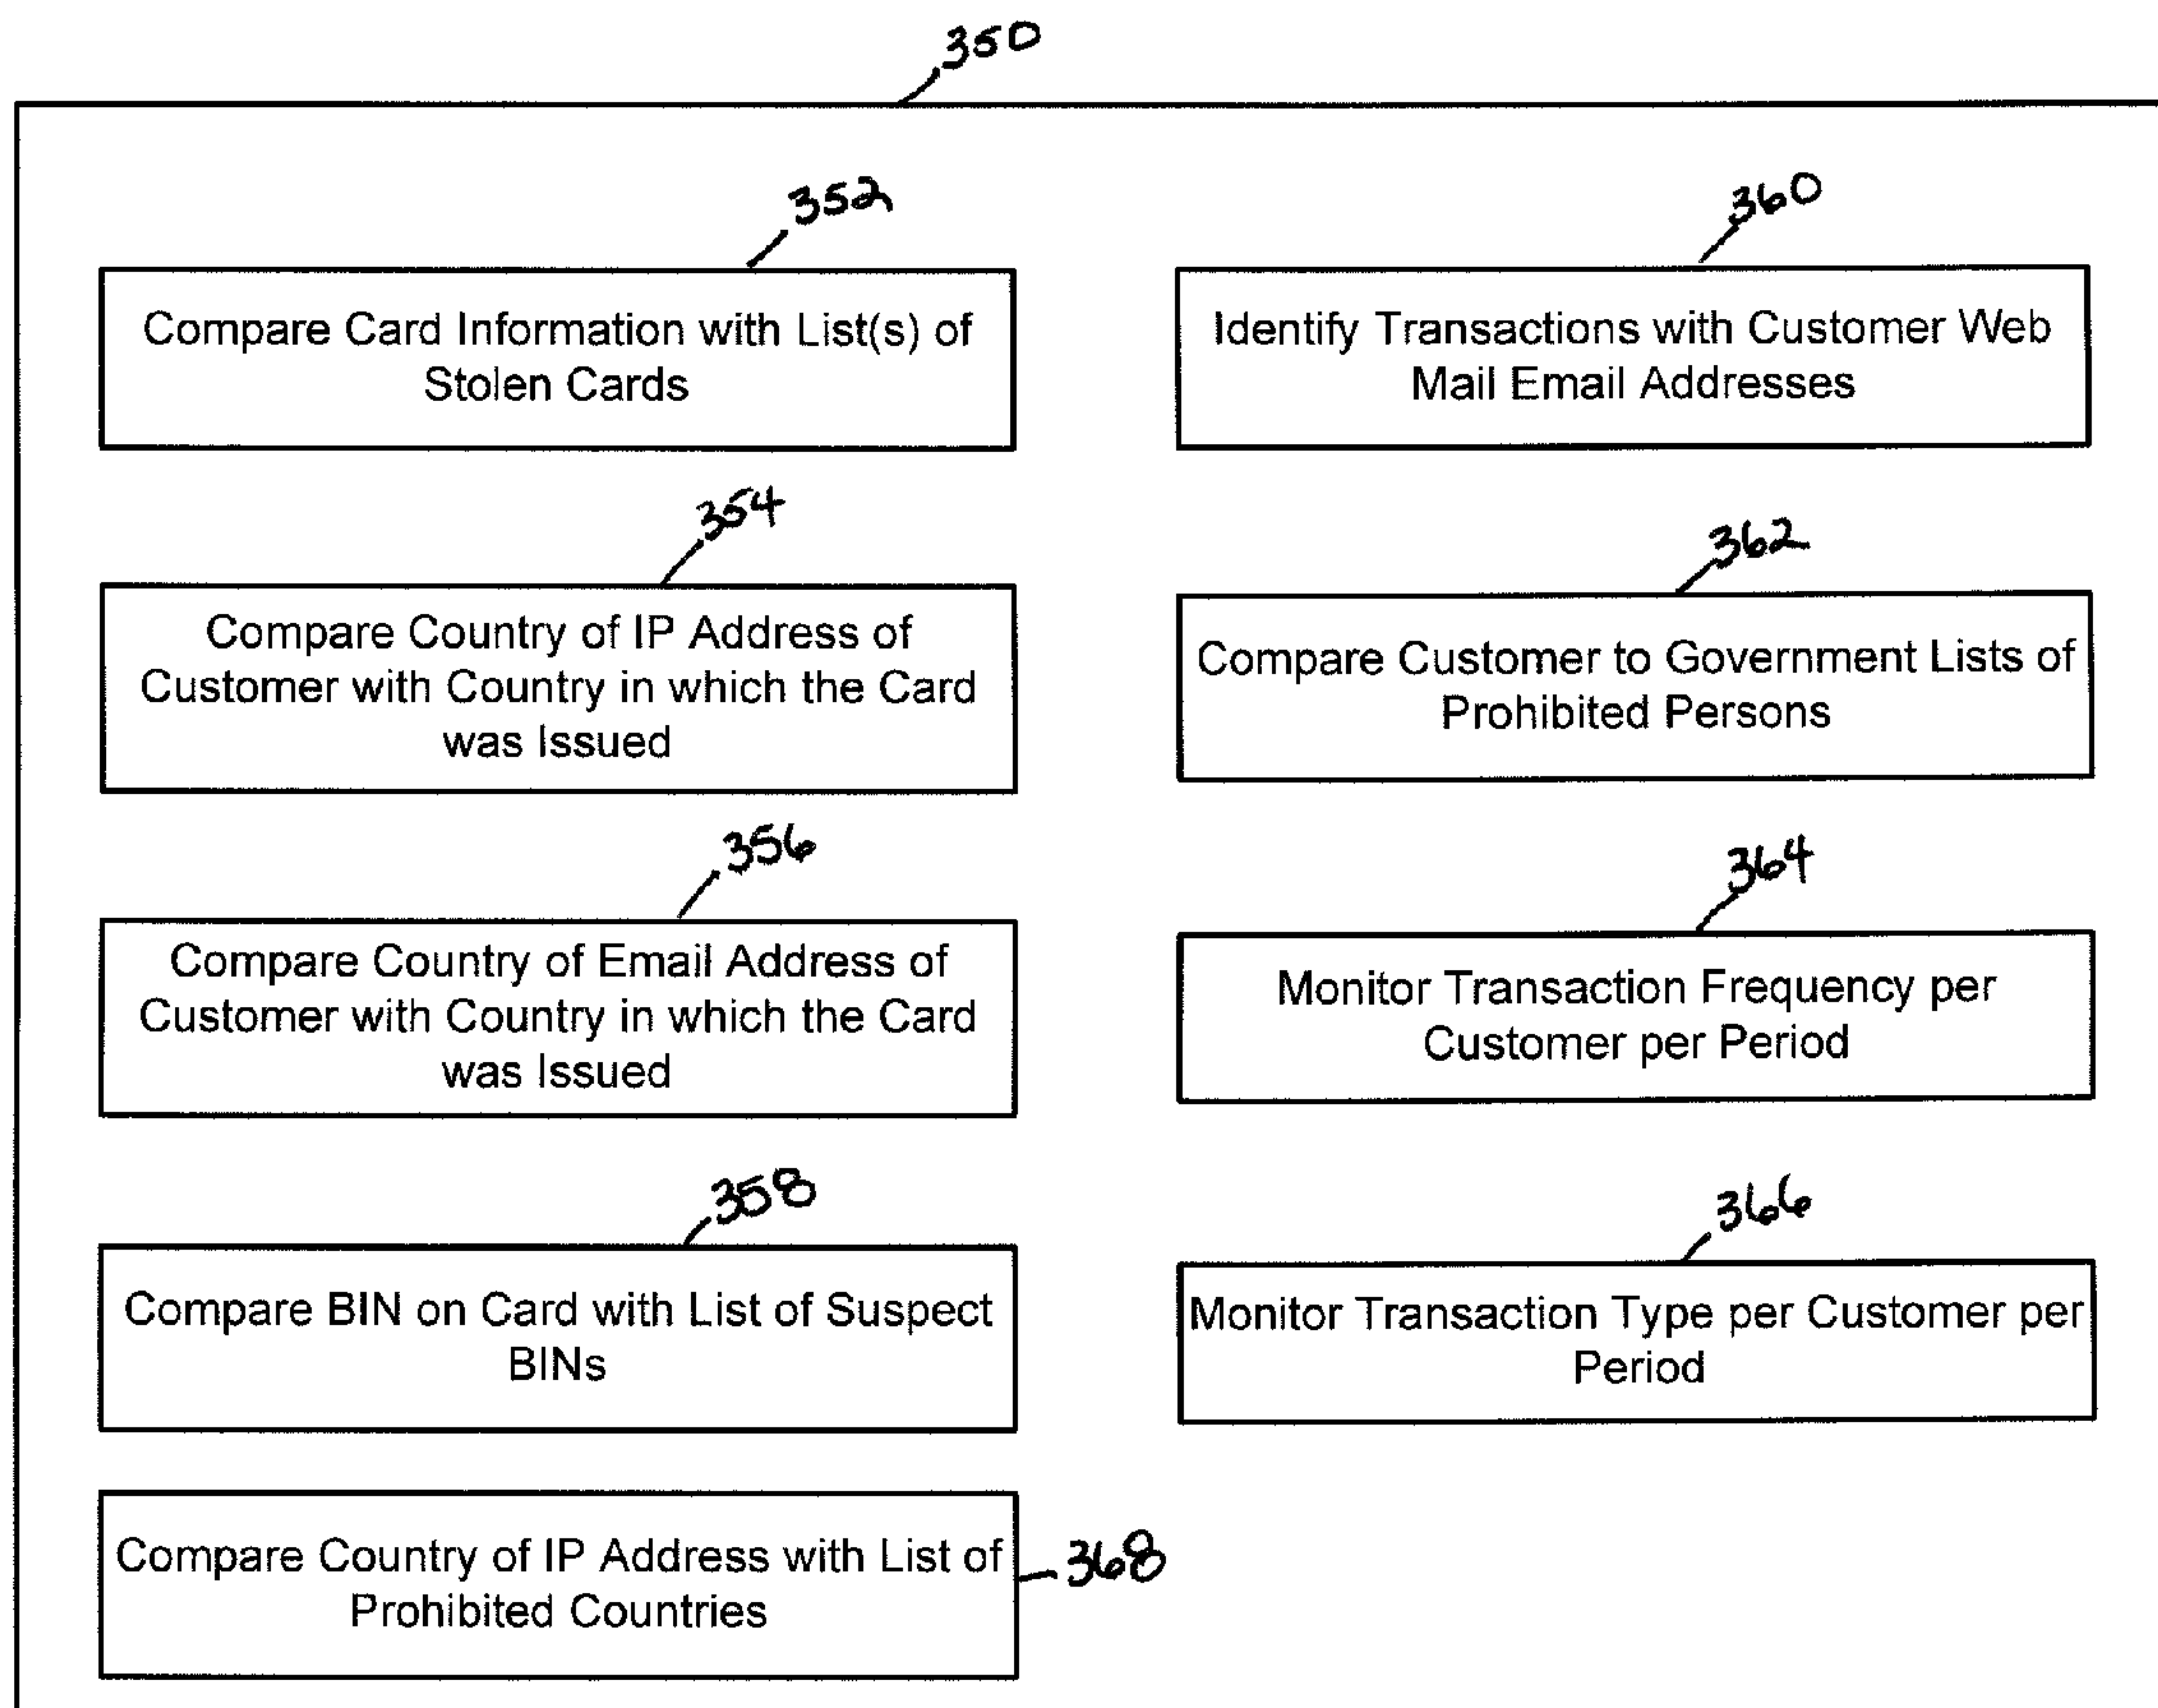 350
352
Compare Card Information with List(s) of
Stolen Cards
360
Identify Transactions with Customer Web
Mail Email Addresses
354
Compare Country of IP Address of
Customer with Country in which the Card
was Issued
362
Compare Customer to Government Lists of
Prohibited Persons
356
Compare Country of Email Address of
Customer with Country in which the Card
was Issued
364
Monitor Transaction Frequency per
Customer per Period
358
Compare BIN on Card with List of Suspect
BINs
366
Monitor Transaction Type per Customer per
Period
Compare Country of IP Address with List of
Prohibited Countries
368